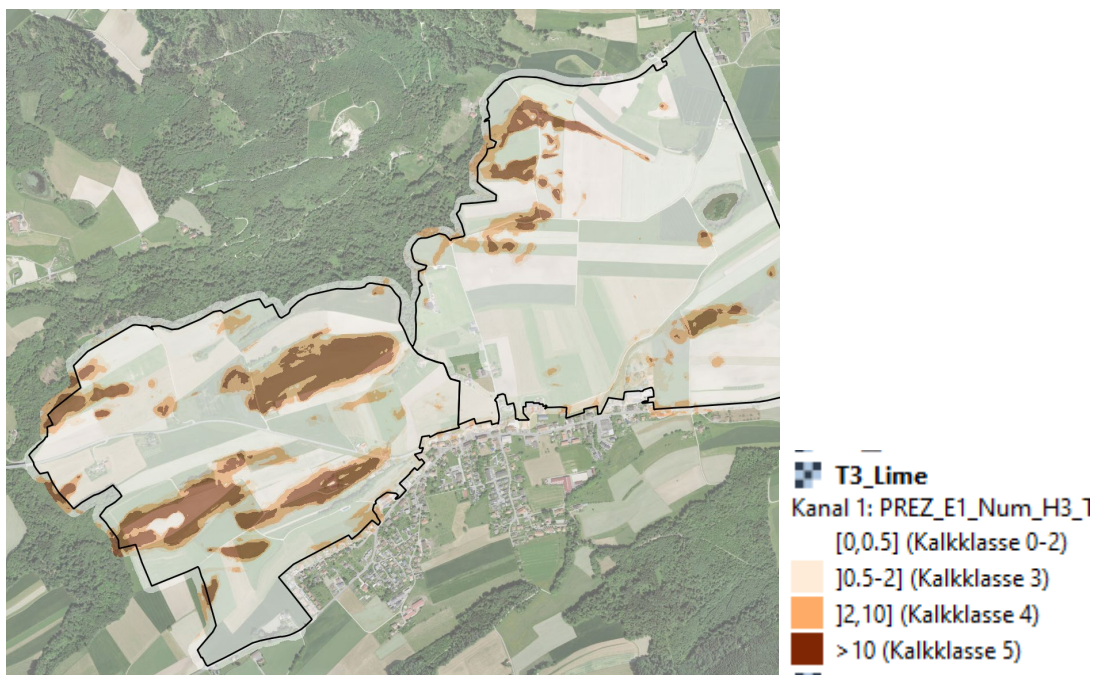 T3_Lime
Kanal 1: PREZ_E1_Num_H3_T
[0,0.5] (Kalkklasse 0-2)
]0.5-2] (Kalkklasse 3)
]2,10] (Kalkklasse 4)
>10 (Kalkklasse 5)